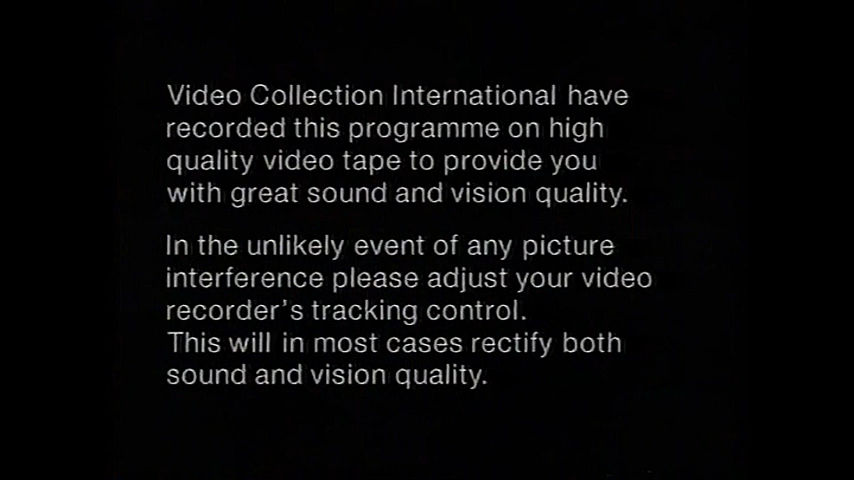 Video Collection International have
recorded this programme on high
quality video tape to provide you
with great sound and vision quality.
In the unlikely event of any picture
interference please adjust your video
recorder's tracking control.
This will in most cases rectify both
sound and vision quality.